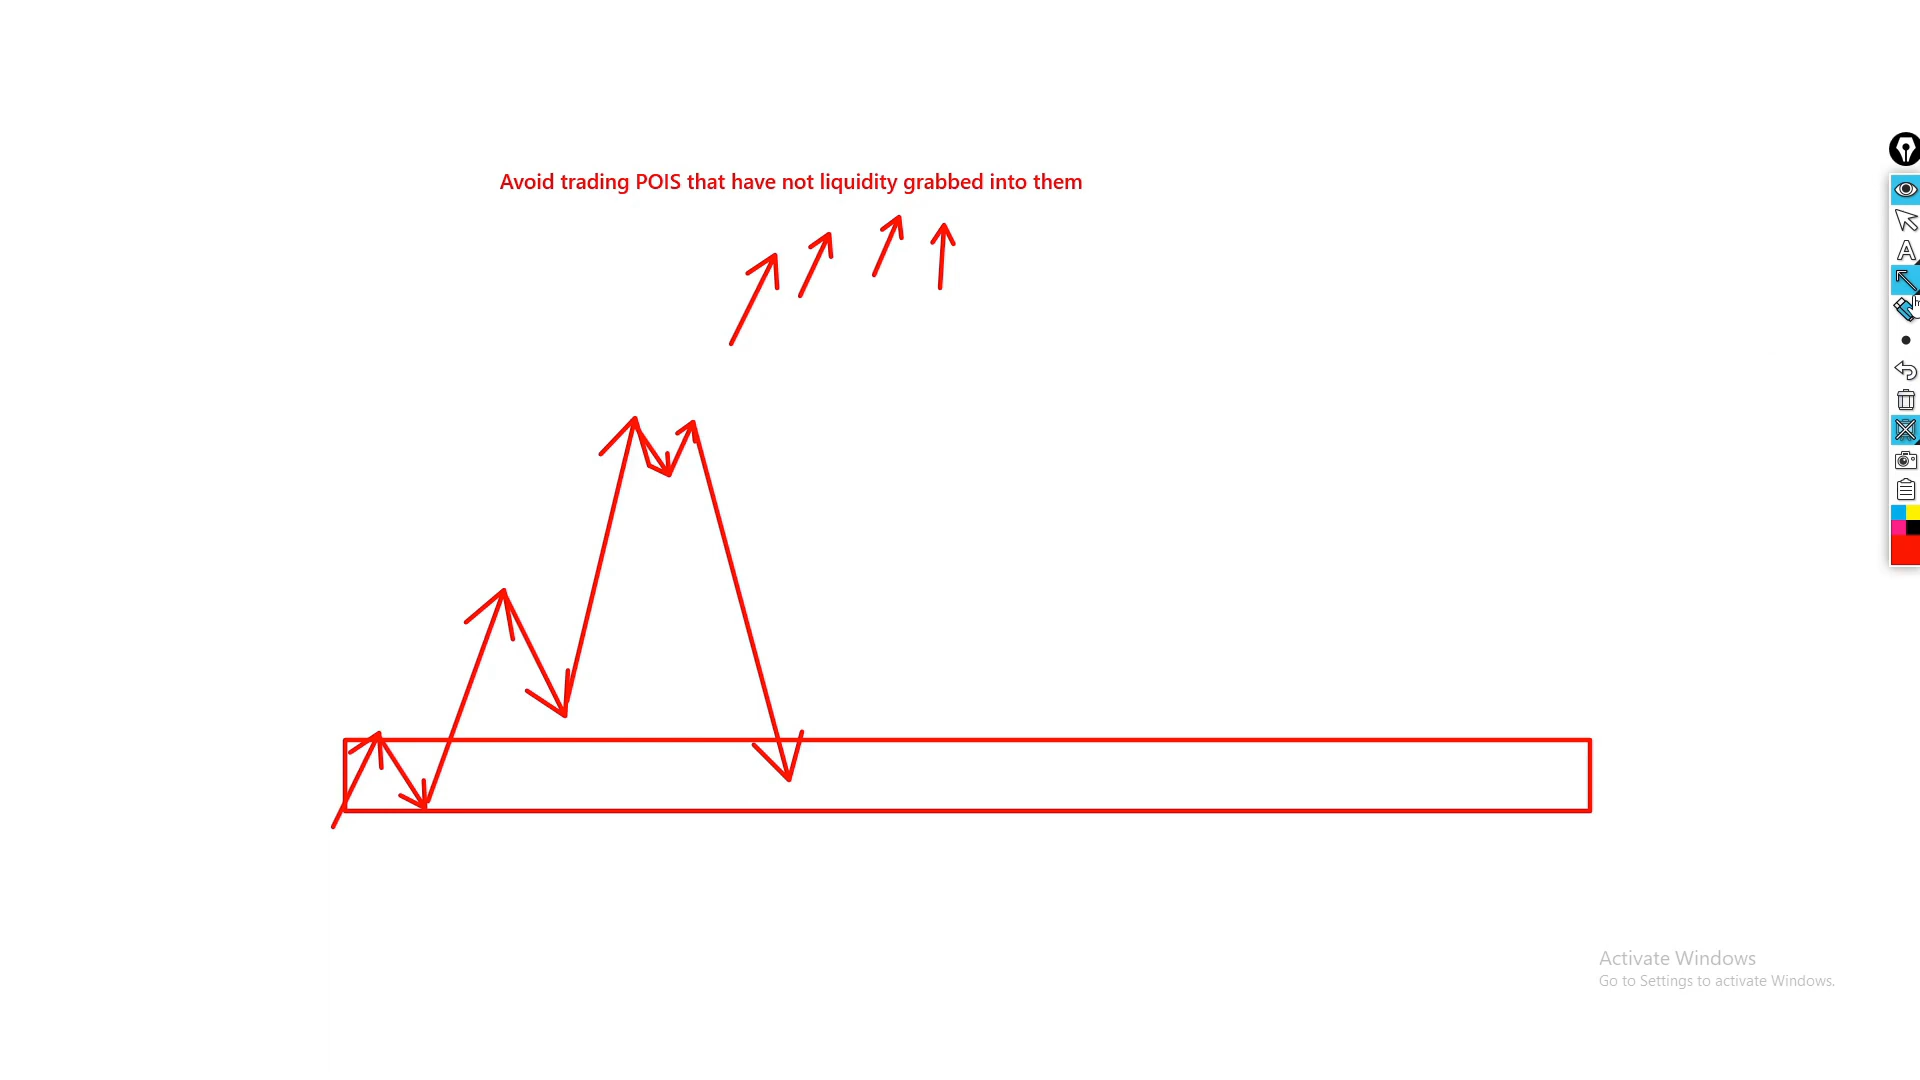 Avoid trading POIS that have not liquidity grabbed into them
Activate Windows
Go to Settings to activate Windows.